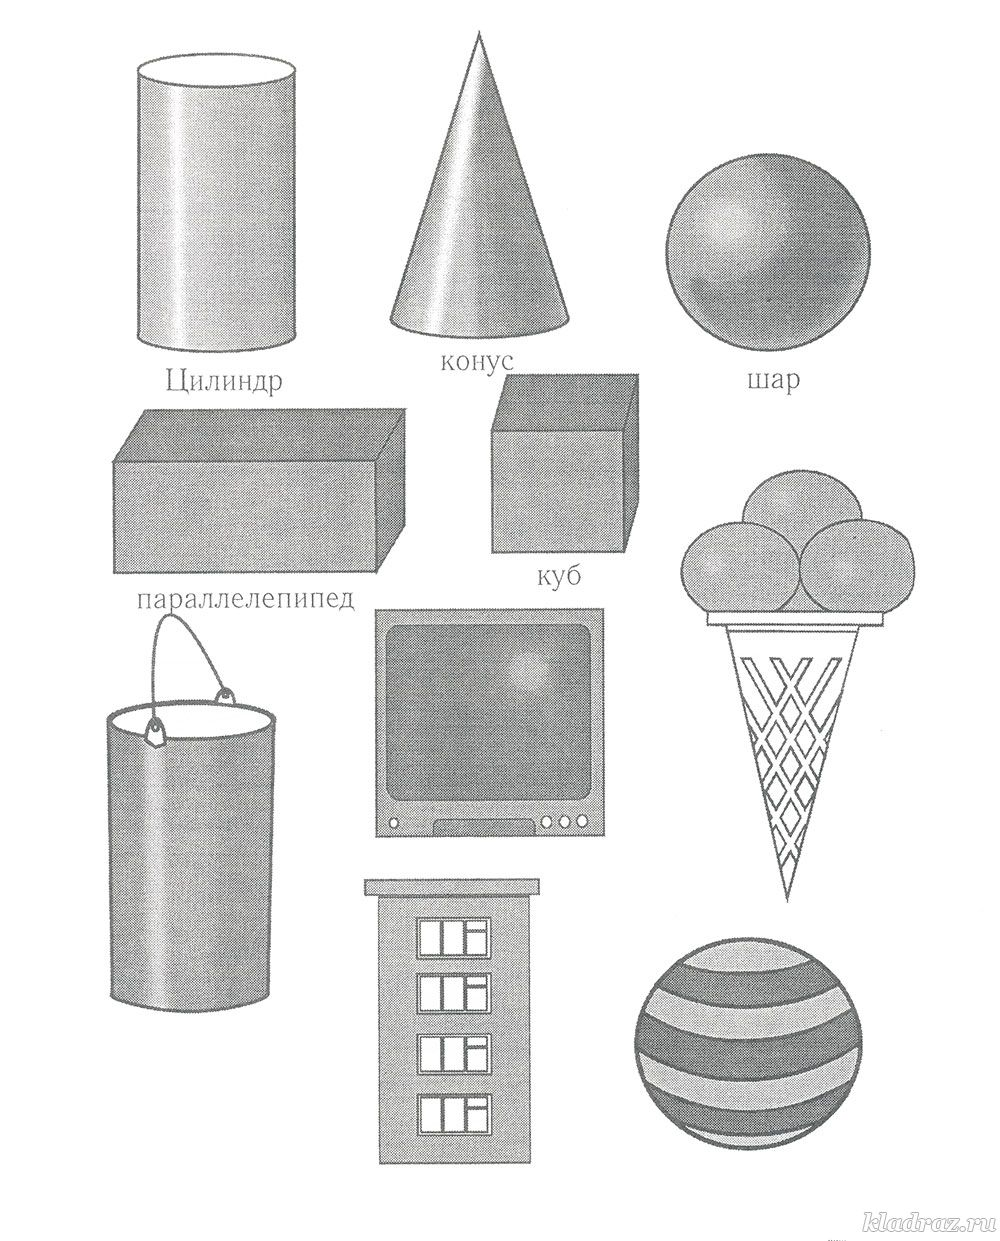 Цилиндр
конус
шар
параллелепипед
куб
kladraz.ru